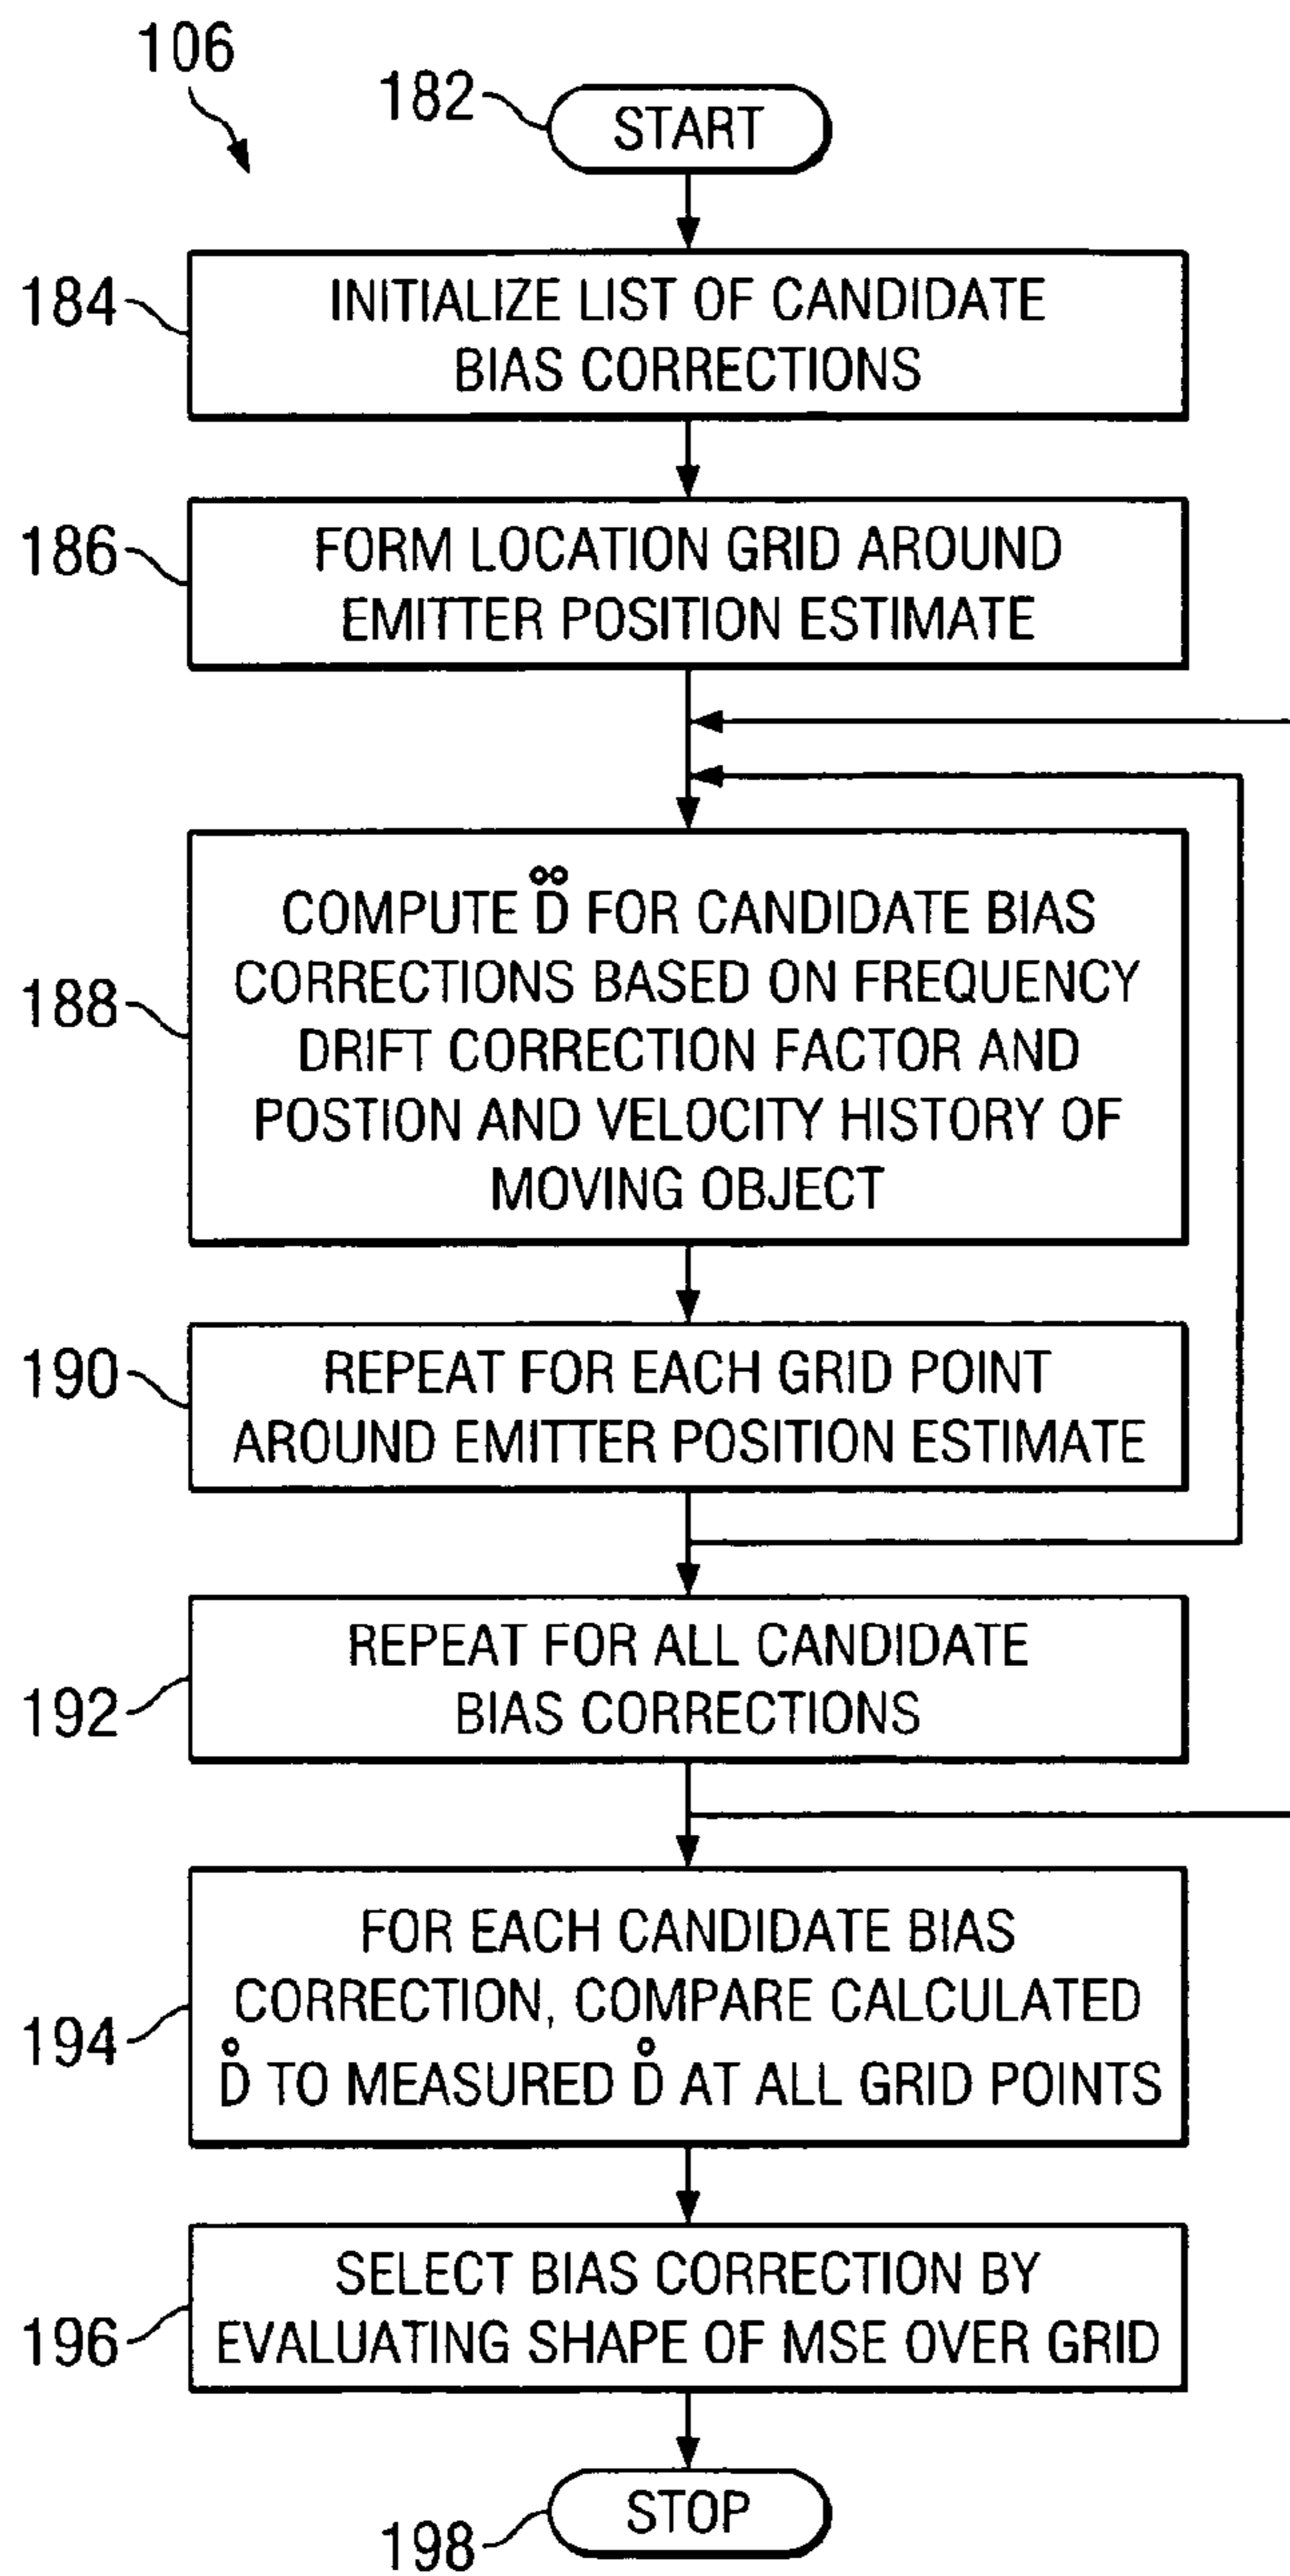 106
182
START
184
INITIALIZE LIST OF CANDIDATE
BIAS CORRECTIONS
186
FORM LOCATION GRID AROUND
EMITTER POSITION ESTIMATE
188
COMPUTE D̈ FOR CANDIDATE BIAS
CORRECTIONS BASED ON FREQUENCY
DRIFT CORRECTION FACTOR AND
POSTION AND VELOCITY HISTORY OF
MOVING OBJECT
190
REPEAT FOR EACH GRID POINT
AROUND EMITTER POSITION ESTIMATE
192
REPEAT FOR ALL CANDIDATE
BIAS CORRECTIONS
194
FOR EACH CANDIDATE BIAS
CORRECTION, COMPARE CALCULATED
D̊ TO MEASURED D̊ AT ALL GRID POINTS
196
SELECT BIAS CORRECTION BY
EVALUATING SHAPE OF MSE OVER GRID
198
STOP